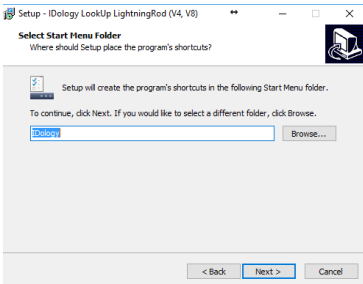 Setup - IDology LookUp LightningRod (V4, V8)
Select Start Menu Folder
Where should Setup place the program's shortcuts?
Setup will create the program's shortcuts in the following Start Menu folder.
To continue, click Next. If you would like to select a different folder, click Browse.
IDology
Browse...
< Back
Next >
Cancel